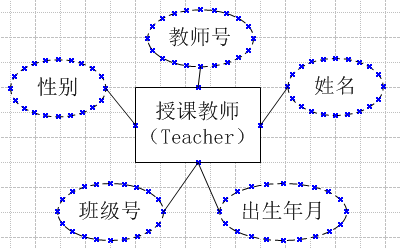 教师号
性别
姓名
授课教师
（Teacher）
班级号
出生年月